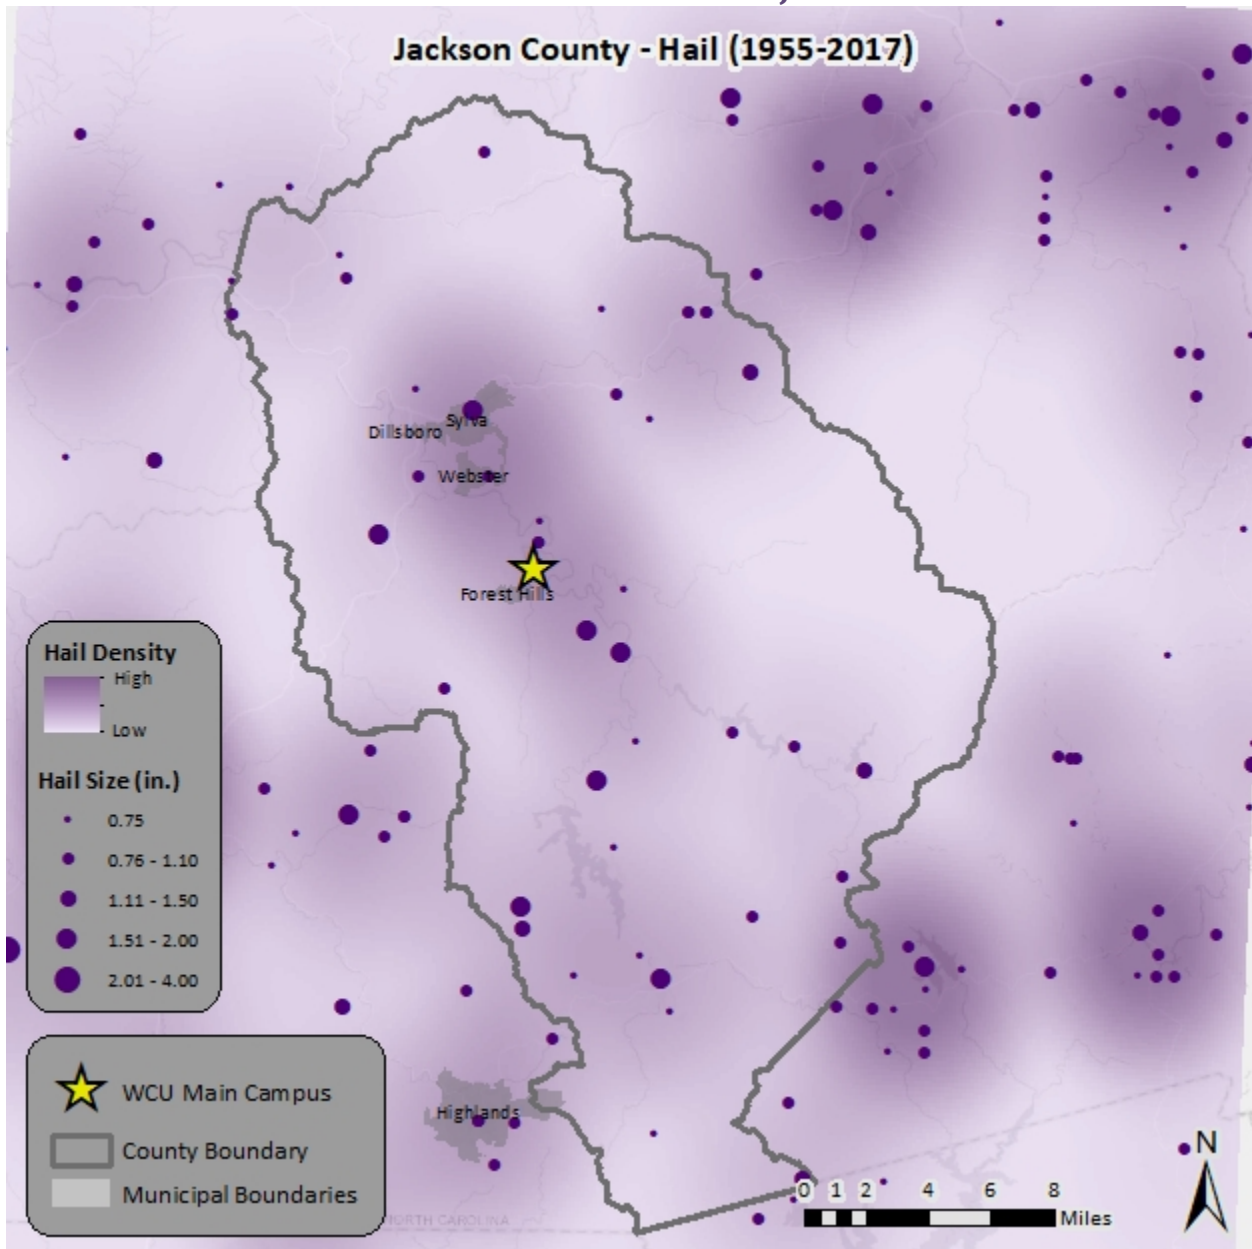 Jackson County - Hail (1955-2017)
Sylva
Dillsboro
Webster
Forest Hills
Hail Density
High
Low
Hail Size (in.)
0.75
0.76 - 1.10
1.11 - 1.50
1.51 - 2.00
2.01 - 4.00
WCU Main Campus
County Boundary
Municipal Boundaries
Highlands
NORTH CAROLINA
N
0 1 2 4 6 8
Miles